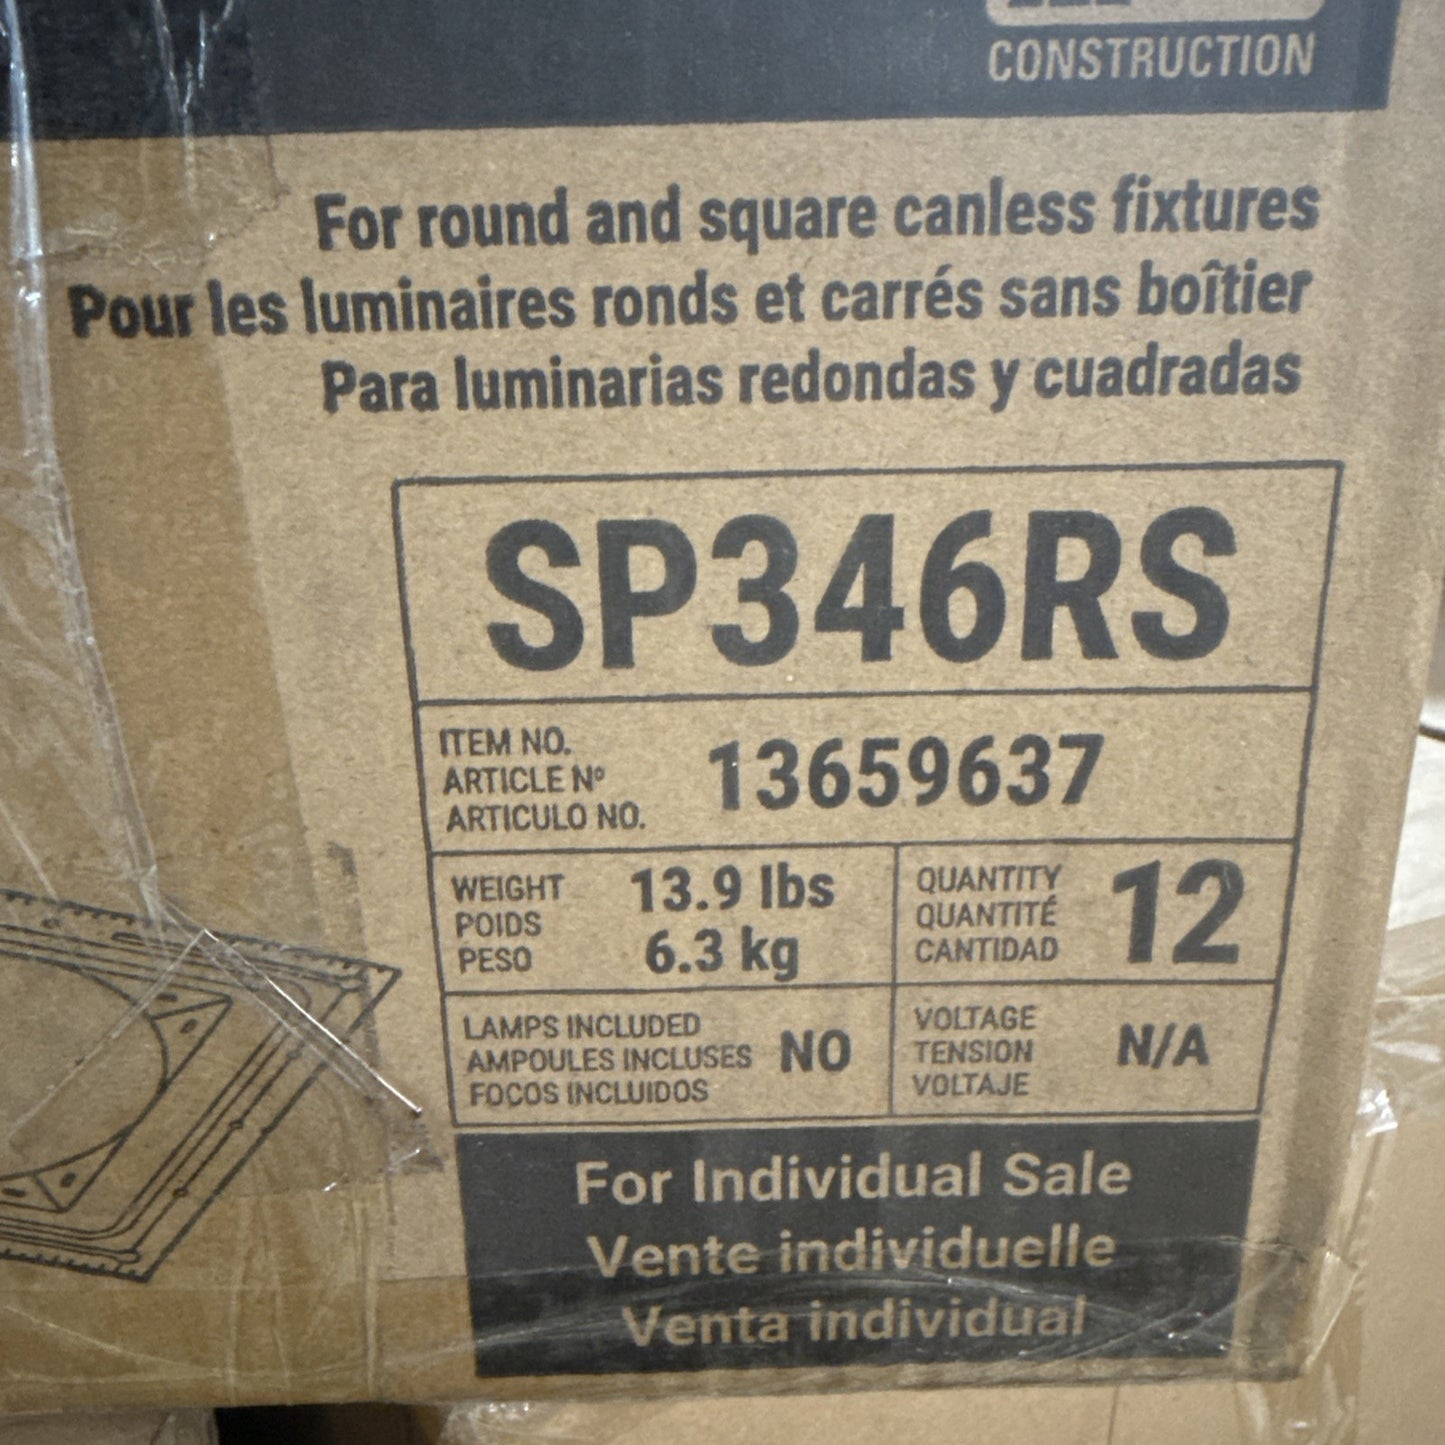 CONSTRUCTION
For round and square canless fixtures
Pour les luminaires ronds et carrés sans boîtier
Para luminarias redondas y cuadradas
SP346RS
ITEM NO.
ARTICLE Nº
ARTICULO NO.
13659637
WEIGHT
POIDS
PESO
13.9 lbs
6.3 kg
QUANTITY
QUANTITÉ
CANTIDAD
12
LAMPS INCLUDED
AMPOULES INCLUSES
FOCOS INCLUIDOS
NO
VOLTAGE
TENSION
VOLTAJE
N/A
For Individual Sale
Vente individuelle
Venta individual